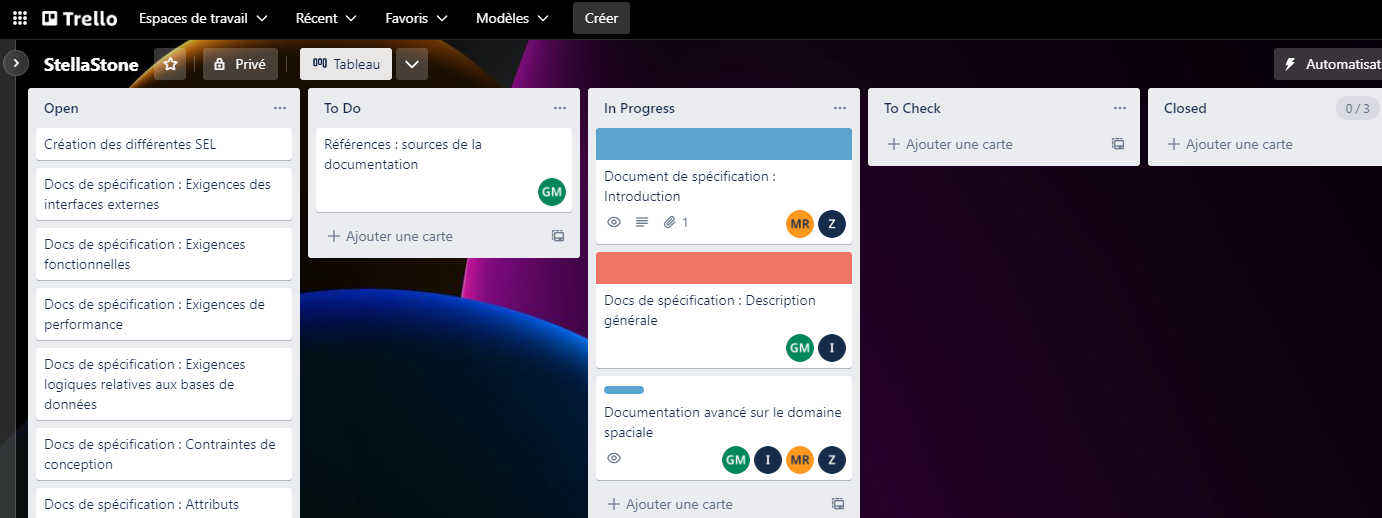 Trello Espaces de travail Récent Favoris Modèles Créer
StellaStone Privé Tableau Automatisat
Open
Création des différentes SEL
Docs de spécification : Exigences des
interfaces externes
Docs de spécification : Exigences
fonctionnelles
Docs de spécification : Exigences de
performance
Docs de spécification : Exigences
logiques relatives aux bases de
données
Docs de spécification : Contraintes de
conception
Docs de spécification : Attributs
To Do
Références : sources de la
documentation
GM
Ajouter une carte
In Progress
Document de spécification :
Introduction
1 MR Z
Docs de spécification : Description
générale
GM I
Documentation avancé sur le domaine
spaciale
GM I MR Z
Ajouter une carte
To Check
Ajouter une carte
Closed 0 / 3
Ajouter une carte